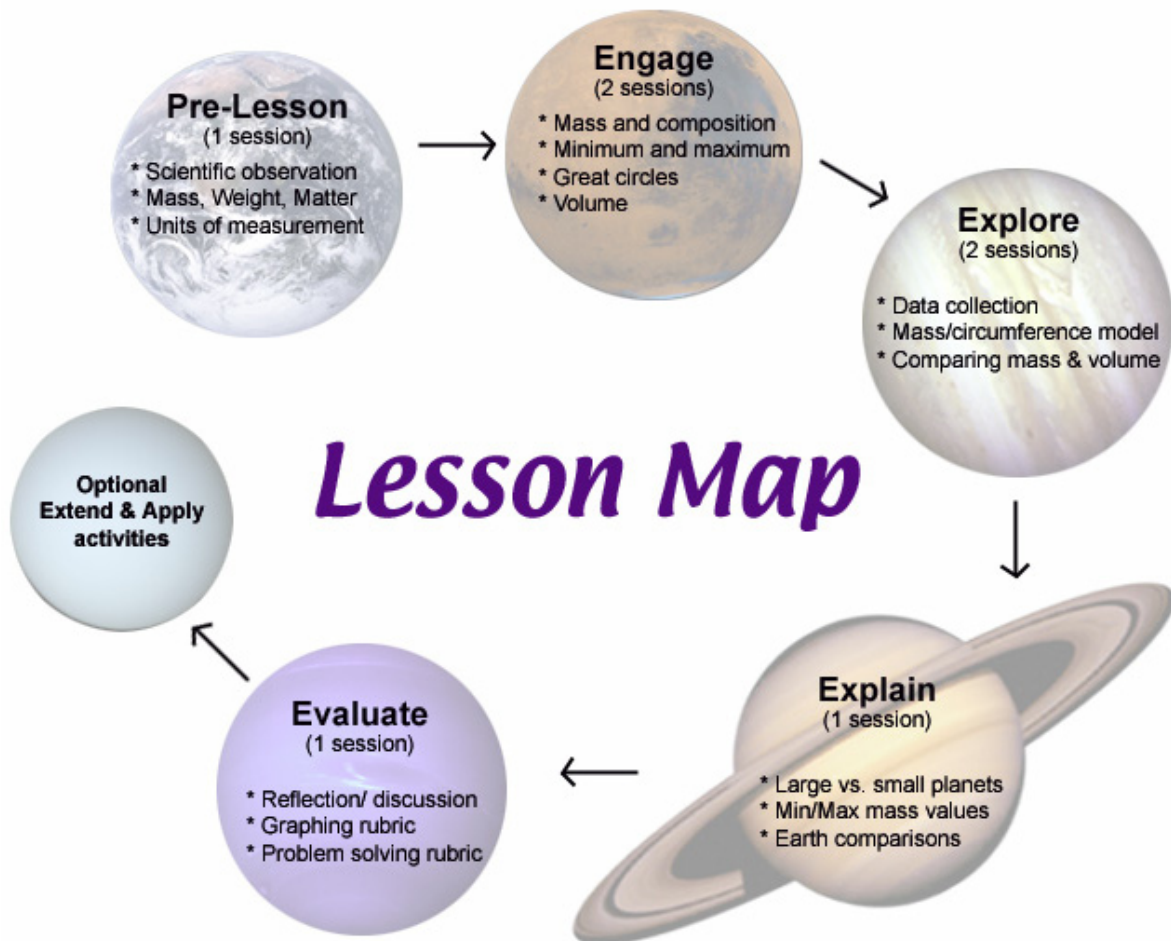 Pre-Lesson
(1 session)
* Scientific observation
* Mass, Weight, Matter
* Units of measurement
Engage
(2 sessions)
* Mass and composition
* Minimum and maximum
* Great circles
* Volume
Explore
(2 sessions)
* Data collection
* Mass/circumference model
* Comparing mass & volume
Lesson Map
Explain
(1 session)
* Large vs. small planets
* Min/Max mass values
* Earth comparisons
Evaluate
(1 session)
* Reflection/ discussion
* Graphing rubric
* Problem solving rubric
Optional
Extend & Apply
activities